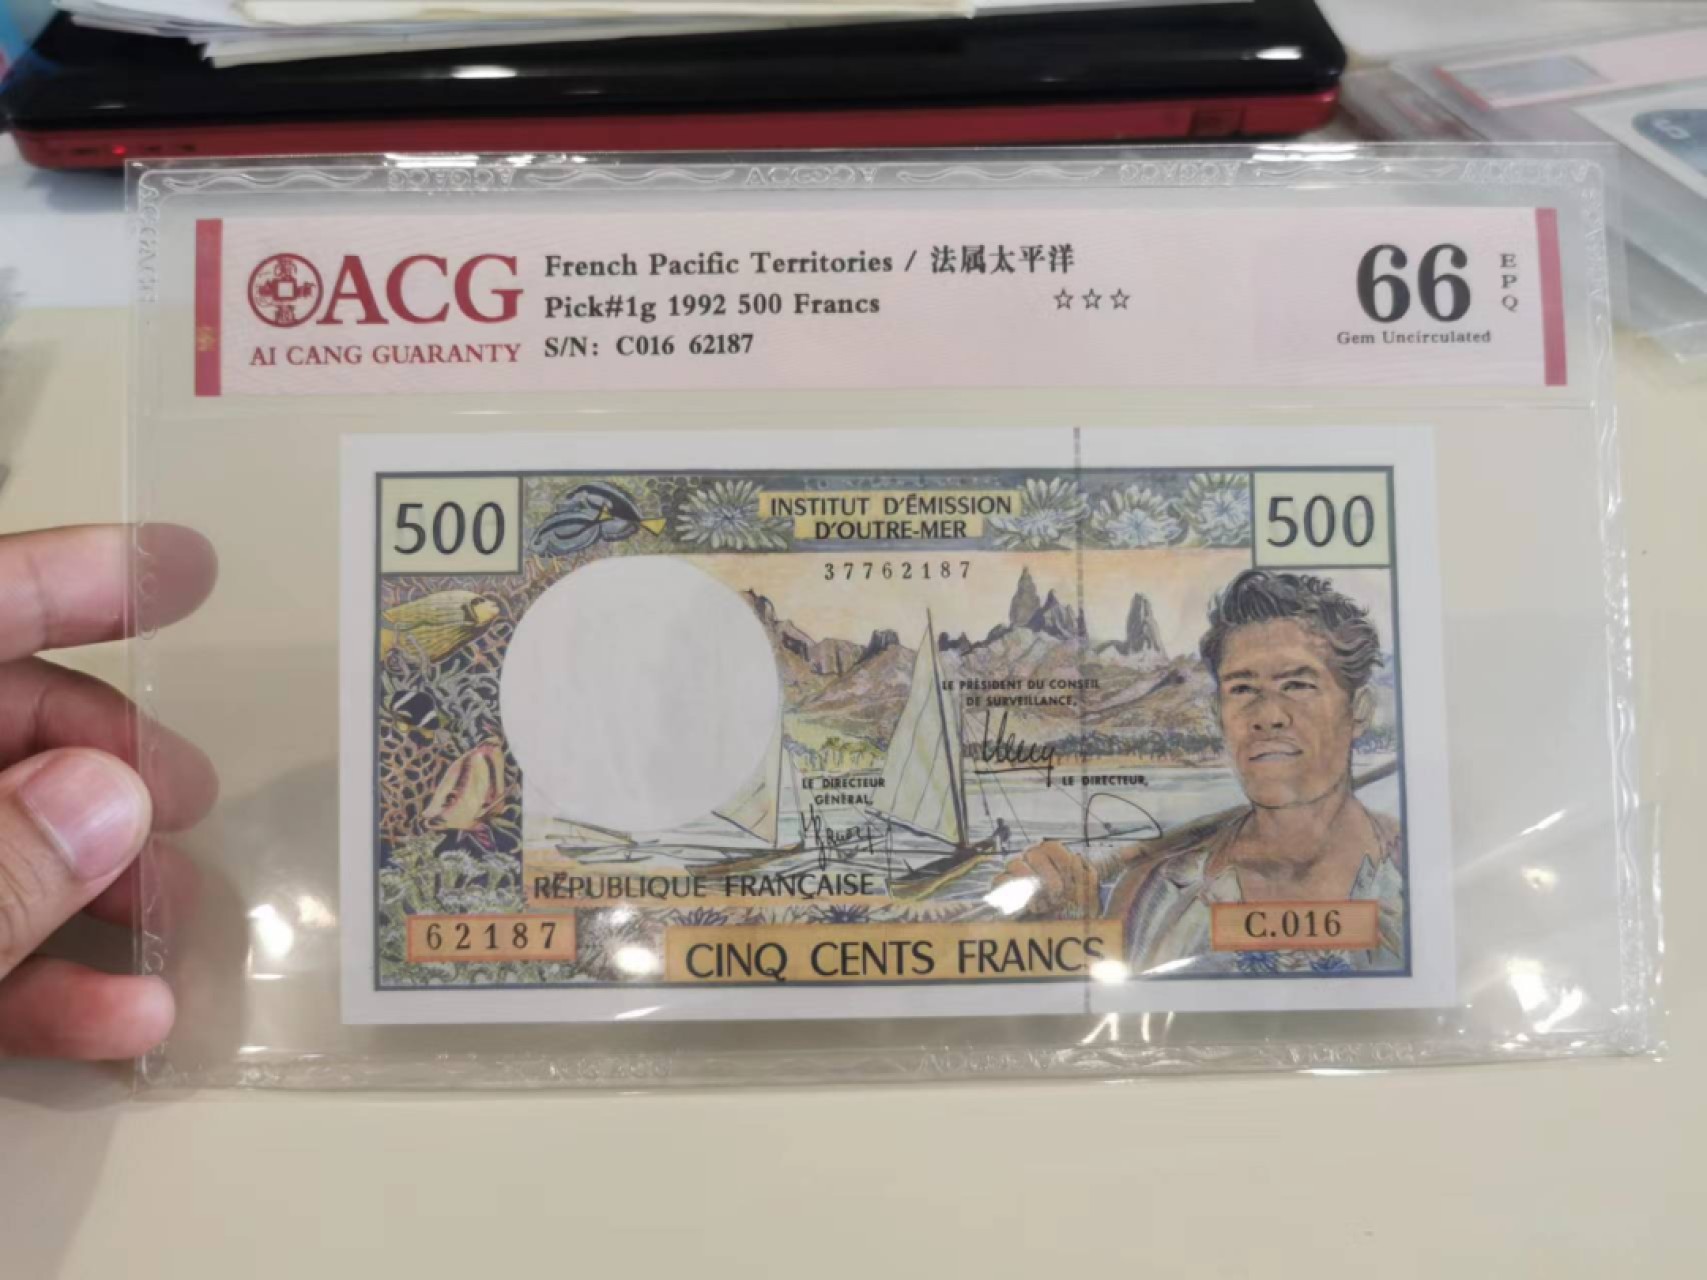 ACG
AI CANG GUARANTY
French Pacific Territories / 法属太平洋
Pick#1g 1992 500 Francs ☆☆☆
S/N: C016 62187
66
EPQ
Gem Uncirculated
500
INSTITUT D'ÉMISSION
D'OUTRE-MER
500
37762187
LE PRÉSIDENT DU CONSEIL
DE SURVEILLANCE,
LE DIRECTEUR
GÉNÉRAL,
LE DIRECTEUR,
RÉPUBLIQUE FRANÇAISE
62187
C.016
CINQ CENTS FRANCS